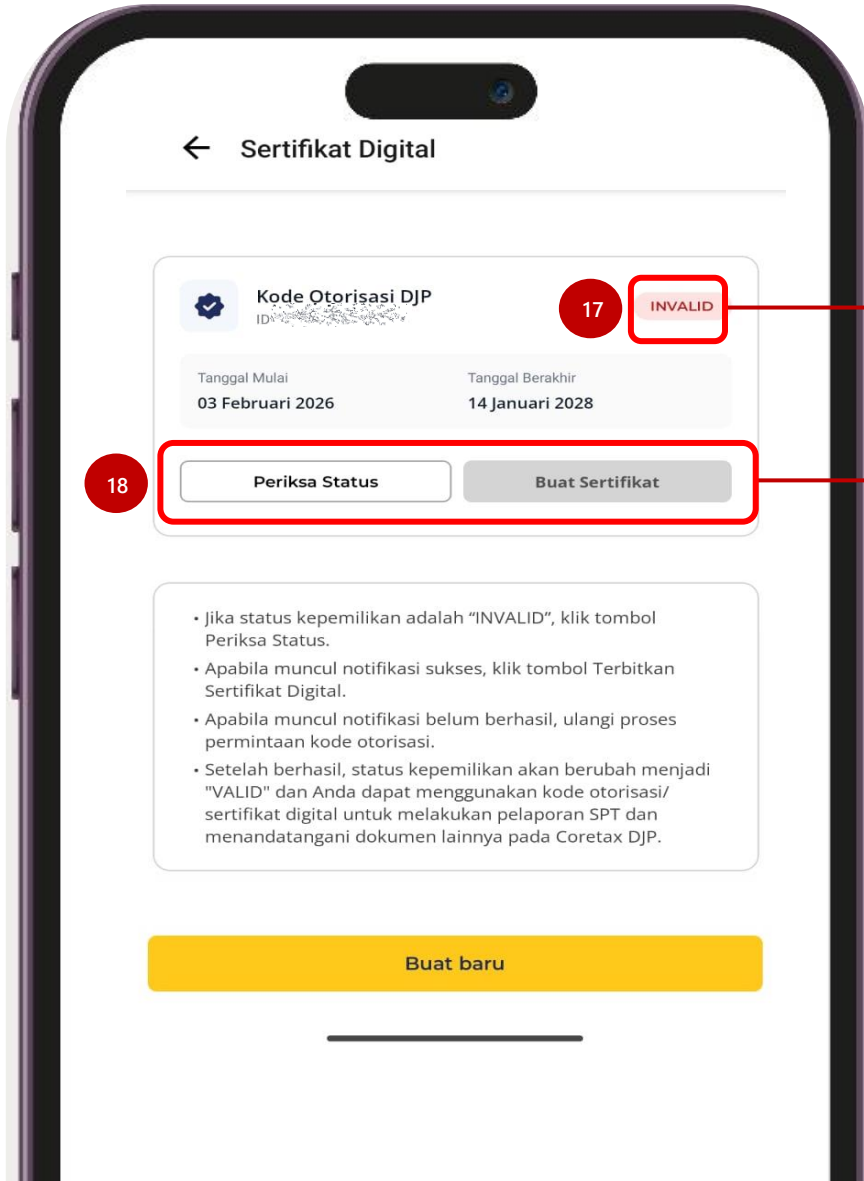 Sertifikat Digital
Kode Otorisasi DJP
ID
17
INVALID
Tanggal Mulai
Tanggal Berakhir
03 Februari 2026
14 Januari 2028
18
Periksa Status
Buat Sertifikat
• Jika status kepemilikan adalah “INVALID”, klik tombol
Periksa Status.
• Apabila muncul notifikasi sukses, klik tombol Terbitkan
Sertifikat Digital.
• Apabila muncul notifikasi belum berhasil, ulangi proses
permintaan kode otorisasi.
• Setelah berhasil, status kepemilikan akan berubah menjadi
"VALID" dan Anda dapat menggunakan kode otorisasi/
sertifikat digital untuk melakukan pelaporan SPT dan
menandatangani dokumen lainnya pada Coretax DJP.
Buat baru